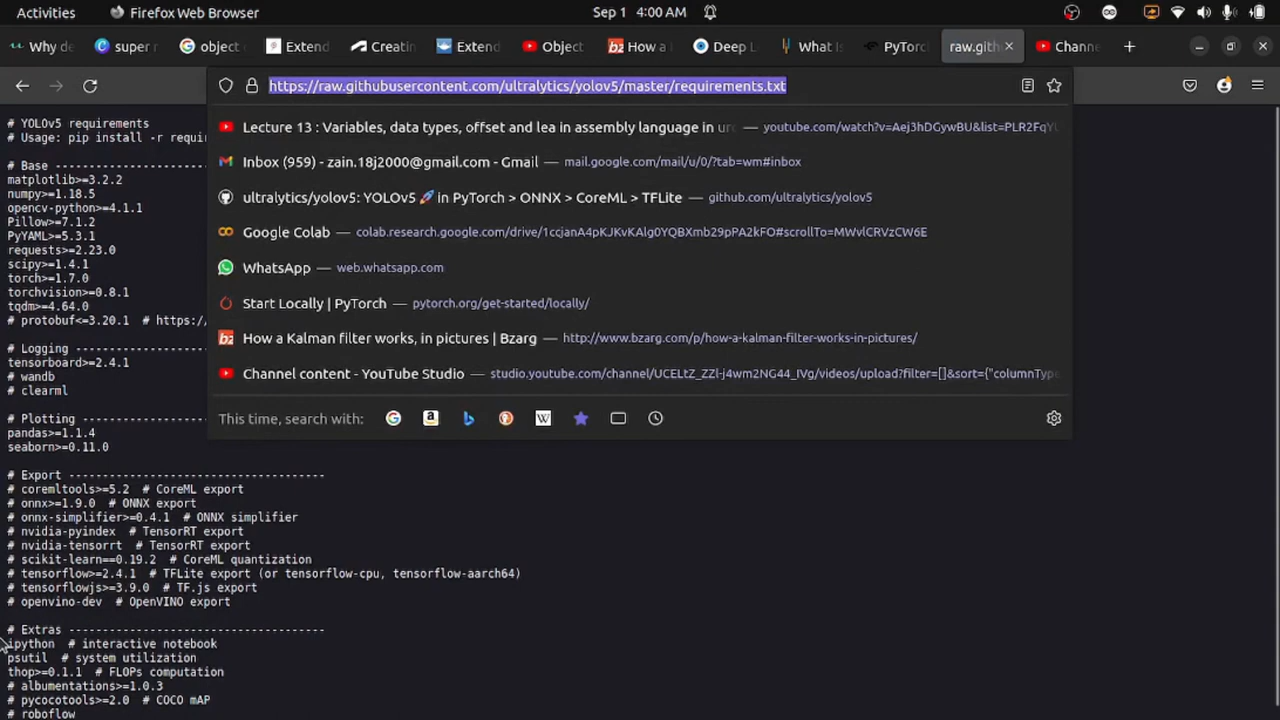 Activities Firefox Web Browser Sep 1 4:00 AM
Why de super r object Extend Creatin Extend Object How a Deep L What Is PyTorc raw.gith Chann
https://raw.githubusercontent.com/ultralytics/yolov5/master/requirements.txt
Lecture 13 : Variables, data types, offset and lea in assembly language in urd — youtube.com/watch?v=Aej3hDGywBU&list=PLR2FqYU
Inbox (959) - zain.18j2000@gmail.com - Gmail — mail.google.com/mail/u/0/?tab=wm#inbox
ultralytics/yolov5: YOLOv5 🚀 in PyTorch > ONNX > CoreML > TFLite — github.com/ultralytics/yolov5
Google Colab — colab.research.google.com/drive/1ccjanA4pKJKvKAlg0YQBXmb29pPA2kFO#scrollTo=MWvlCRVzCW6E
WhatsApp — web.whatsapp.com
Start Locally | PyTorch — pytorch.org/get-started/locally/
bz How a Kalman filter works, in pictures | Bzarg — http://www.bzarg.com/p/how-a-kalman-filter-works-in-pictures/
Channel content - YouTube Studio — studio.youtube.com/channel/UCELtZ_ZZl-j4wm2NG44_IVg/videos/upload?filter=[]&sort={"columnType
This time, search with:
# YOLOv5 requirements
# Usage: pip install -r requir
# Base ----------------------
matplotlib>=3.2.2
numpy>=1.18.5
opencv-python>=4.1.1
Pillow>=7.1.2
PyYAML>=5.3.1
requests>=2.23.0
scipy>=1.4.1
torch>=1.7.0
torchvision>=0.8.1
tqdm>=4.64.0
# protobuf<=3.20.1 # https:/
# Logging -------------------
tensorboard>=2.4.1
# wandb
# clearml
# Plotting ------------------
pandas>=1.1.4
seaborn>=0.11.0
# Export --------------------------------------
# coremltools>=5.2 # CoreML export
# onnx>=1.9.0 # ONNX export
# onnx-simplifier>=0.4.1 # ONNX simplifier
# nvidia-pyindex # TensorRT export
# nvidia-tensorrt # TensorRT export
# scikit-learn==0.19.2 # CoreML quantization
# tensorflow>=2.4.1 # TFLite export (or tensorflow-cpu, tensorflow-aarch64)
# tensorflowjs>=3.9.0 # TF.js export
# openvino-dev # OpenVINO export
# Extras --------------------------------------
ipython # interactive notebook
psutil # system utilization
thop>=0.1.1 # FLOPs computation
# albumentations>=1.0.3
# pycocotools>=2.0 # COCO mAP
# roboflow